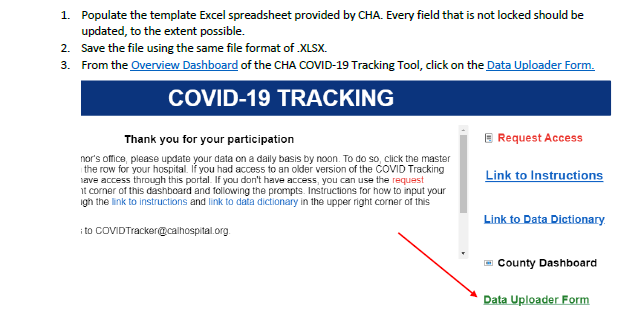 1. Populate the template Excel spreadsheet provided by CHA. Every field that is not locked should be
updated, to the extent possible.
2. Save the file using the same file format of .XLSX.
3. From the Overview Dashboard of the CHA COVID-19 Tracking Tool, click on the Data Uploader Form.
COVID-19 TRACKING
Thank you for your participation
nor's office, please update your data on a daily basis by noon. To do so, click the master
the row for your hospital. If you had access to an older version of the COVID Tracking
ave access through this portal. If you don't have access, you can use the request
t corner of this dashboard and following the prompts. Instructions for how to input your
gh the link to instructions and link to data dictionary in the upper right corner of this
to COVIDTracker@calhospital.org.
Request Access
Link to Instructions
Link to Data Dictionary
County Dashboard
Data Uploader Form